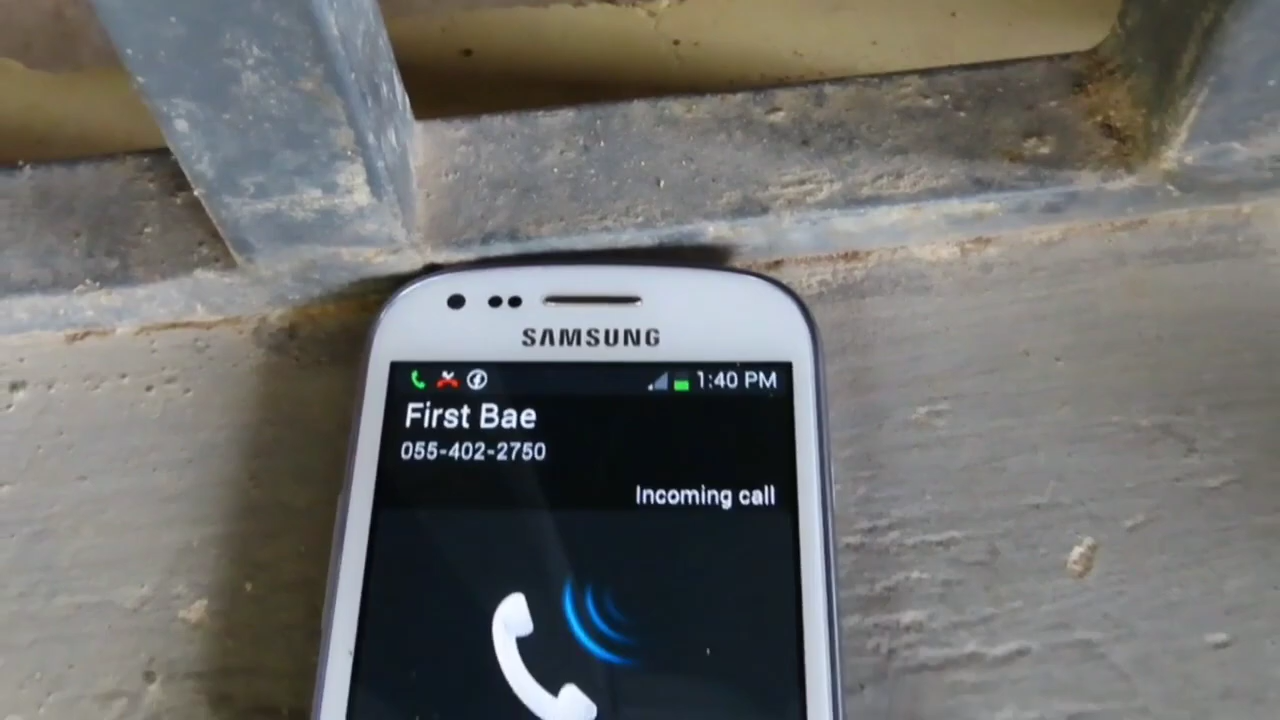 SAMSUNG
1:40 PM
First Bae
055-402-2750
Incoming call